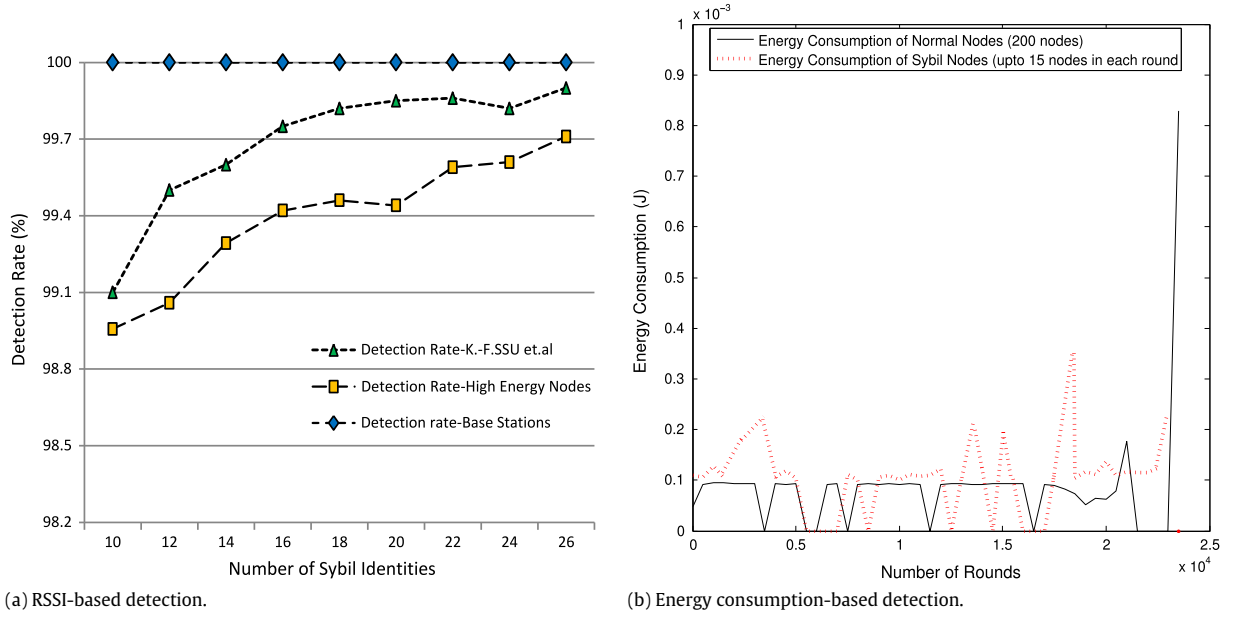 100
99.7
99.4
99.1
98.8
98.5
98.2
10 12 14 16 18 20 22 24 26
Detection Rate (%)
Number of Sybil Identities
Detection Rate-K.-F.SSU et.al
Detection Rate-High Energy Nodes
Detection rate-Base Stations
(a) RSSI-based detection.
x 10⁻³
1
0.9
0.8
0.7
0.6
0.5
0.4
0.3
0.2
0.1
0
0 0.5 1 1.5 2 2.5
x 10⁴
Energy Consumption (J)
Number of Rounds
Energy Consumption of Normal Nodes (200 nodes)
Energy Consumption of Sybil Nodes (upto 15 nodes in each round
(b) Energy consumption-based detection.